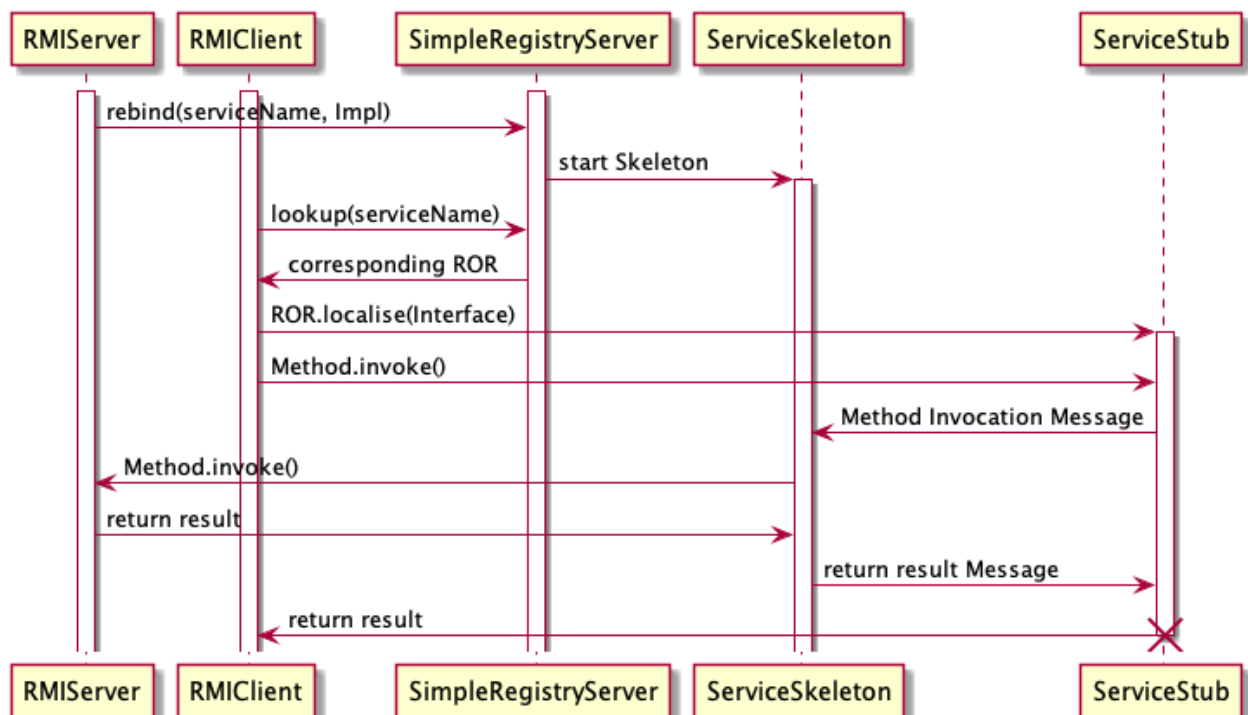 RMIServer RMIClient SimpleRegistryServer ServiceSkeleton ServiceStub
rebind(serviceName, Impl)
start Skeleton
lookup(serviceName)
corresponding ROR
ROR.localise(Interface)
Method.invoke()
Method Invocation Message
Method.invoke()
return result
return result Message
return result
RMIServer RMIClient SimpleRegistryServer ServiceSkeleton ServiceStub